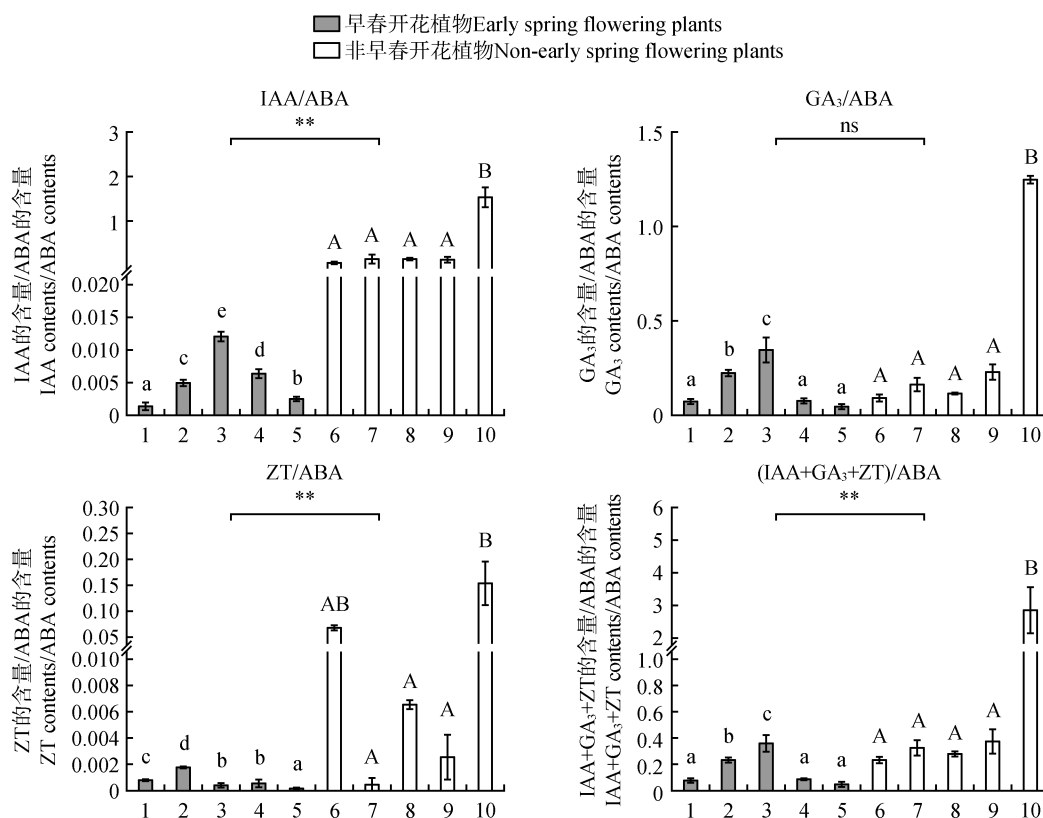 早春开花植物Early spring flowering plants
非早春开花植物Non-early spring flowering plants
IAA/ABA
**
IAA的含量/ABA的含量
IAA contents/ABA contents
3
2
1
0.020
0.015
0.010
0.005
0
a
c
e
d
b
A
A
A
A
B
1 2 3 4 5 6 7 8 9 10
GA₃/ABA
ns
GA₃的含量/ABA的含量
GA₃ contents/ABA contents
1.5
1.0
0.5
0
a
b
c
a
a
A
A
A
A
B
1 2 3 4 5 6 7 8 9 10
ZT/ABA
**
ZT的含量/ABA的含量
ZT contents/ABA contents
0.30
0.25
0.20
0.15
0.10
0.05
0.010
0.008
0.006
0.004
0.002
0
c
d
b
b
a
AB
A
A
A
B
1 2 3 4 5 6 7 8 9 10
(IAA+GA₃+ZT)/ABA
**
IAA+GA₃+ZT的含量/ABA的含量
IAA+GA₃+ZT contents/ABA contents
6
5
4
3
2
1.0
0.8
0.6
0.4
0.2
0
a
b
c
a
a
A
A
A
A
B
1 2 3 4 5 6 7 8 9 10